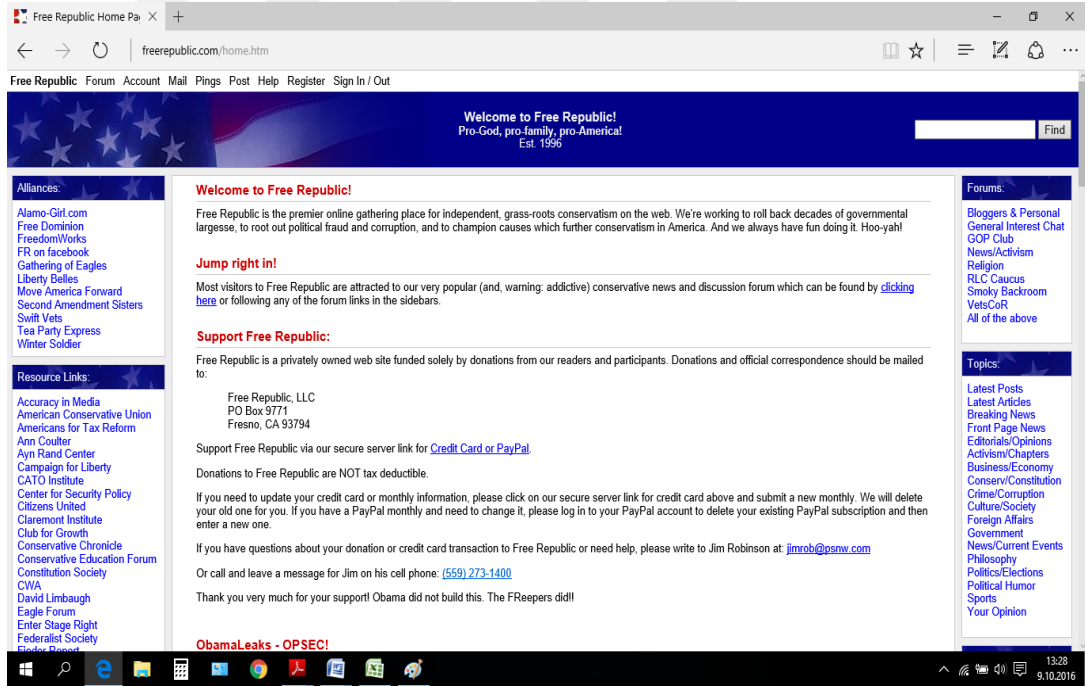 Free Republic Home Pa
freerepublic.com/home.htm
Free Republic Forum Account Mail Pings Post Help Register Sign In / Out
Welcome to Free Republic!
Pro-God, pro-family, pro-America!
Est. 1996
Find
Alliances:
Alamo-Girl.com
Free Dominion
FreedomWorks
FR on facebook
Gathering of Eagles
Liberty Belles
Move America Forward
Second Amendment Sisters
Swift Vets
Tea Party Express
Winter Soldier
Resource Links:
Accuracy in Media
American Conservative Union
Americans for Tax Reform
Ann Coulter
Ayn Rand Center
Campaign for Liberty
CATO Institute
Center for Security Policy
Citizens United
Claremont Institute
Club for Growth
Conservative Chronicle
Conservative Education Forum
Constitution Society
CWA
David Limbaugh
Eagle Forum
Enter Stage Right
Federalist Society
Welcome to Free Republic!
Free Republic is the premier online gathering place for independent, grass-roots conservatism on the web. We're working to roll back decades of governmental
largesse, to root out political fraud and corruption, and to champion causes which further conservatism in America. And we always have fun doing it. Hoo-yah!
Jump right in!
Most visitors to Free Republic are attracted to our very popular (and, warning: addictive) conservative news and discussion forum which can be found by clicking
here or following any of the forum links in the sidebars.
Support Free Republic:
Free Republic is a privately owned web site funded solely by donations from our readers and participants. Donations and official correspondence should be mailed
to:
Free Republic, LLC
PO Box 9771
Fresno, CA 93794
Support Free Republic via our secure server link for Credit Card or PayPal.
Donations to Free Republic are NOT tax deductible.
If you need to update your credit card or monthly information, please click on our secure server link for credit card above and submit a new monthly. We will delete
your old one for you. If you have a PayPal monthly and need to change it, please log in to your PayPal account to delete your existing PayPal subscription and then
enter a new one.
If you have questions about your donation or credit card transaction to Free Republic or need help, please write to Jim Robinson at: jimrob@psnw.com
Or call and leave a message for Jim on his cell phone: (559) 273-1400
Thank you very much for your support! Obama did not build this. The FReepers did!!
ObamaLeaks - OPSEC!
Forums:
Bloggers & Personal
General Interest Chat
GOP Club
News/Activism
Religion
RLC Caucus
Smoky Backroom
VetsCoR
All of the above
Topics:
Latest Posts
Latest Articles
Breaking News
Front Page News
Editorials/Opinions
Activism/Chapters
Business/Economy
Conserv/Constitution
Crime/Corruption
Culture/Society
Foreign Affairs
Government
News/Current Events
Philosophy
Politics/Elections
Political Humor
Sports
Your Opinion
13:28
9.10.2016